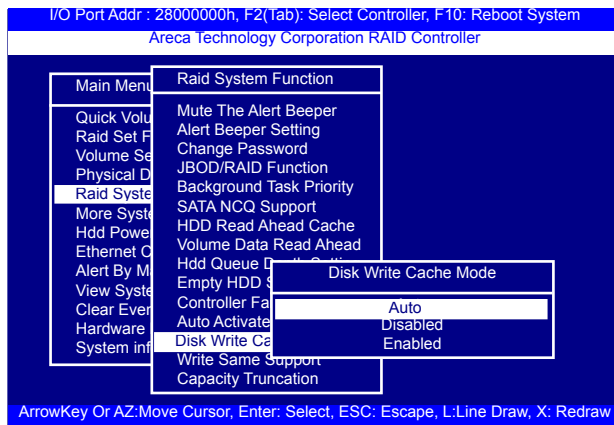 I/O Port Addr : 28000000h, F2(Tab): Select Controller, F10: Reboot System
Areca Technology Corporation RAID Controller
Main Menu
Quick Volu
Raid Set F
Volume Se
Physical D
Raid Syste
More Syste
Hdd Powe
Ethernet C
Alert By M
View Syste
Clear Even
Hardware
System inf
Raid System Function
Mute The Alert Beeper
Alert Beeper Setting
Change Password
JBOD/RAID Function
Background Task Priority
SATA NCQ Support
HDD Read Ahead Cache
Volume Data Read Ahead
Hdd Queue Depth Setting
Empty HDD S
Controller Fa
Auto Activate
Disk Write Ca
Write Same Support
Capacity Truncation
Disk Write Cache Mode
Auto
Disabled
Enabled
ArrowKey Or AZ:Move Cursor, Enter: Select, ESC: Escape, L:Line Draw, X: Redraw